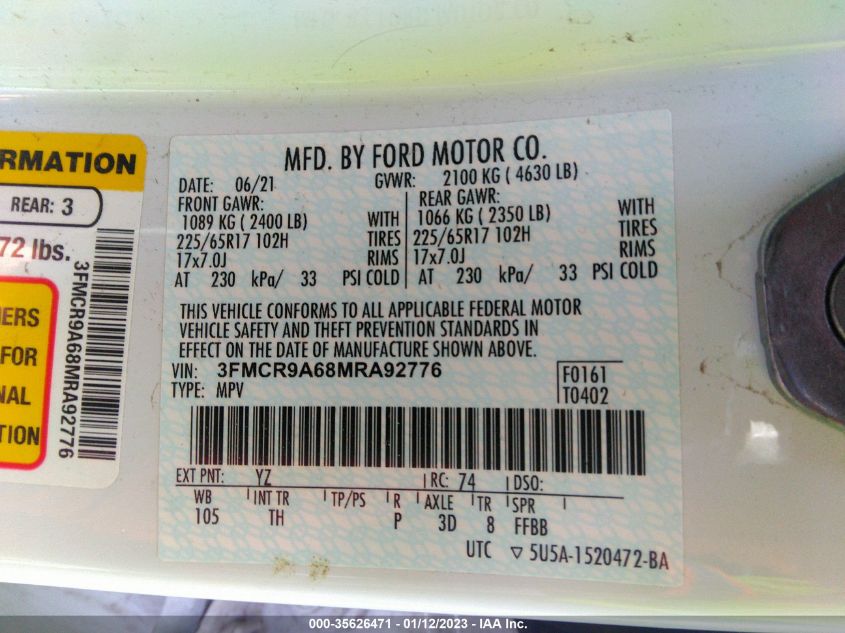 RMATION
REAR: 3
72 lbs.
3FMCR9A68MRA92776
ERS
FOR
NAL
TION
MFD. BY FORD MOTOR CO.
DATE: 06/21 GVWR: 2100 KG ( 4630 LB)
FRONT GAWR: REAR GAWR:
1089 KG ( 2400 LB) WITH 1066 KG ( 2350 LB) WITH
225/65R17 102H TIRES 225/65R17 102H TIRES
17x7.0J RIMS 17x7.0J RIMS
AT 230 kPa/ 33 PSI COLD AT 230 kPa/ 33 PSI COLD
THIS VEHICLE CONFORMS TO ALL APPLICABLE FEDERAL MOTOR
VEHICLE SAFETY AND THEFT PREVENTION STANDARDS IN
EFFECT ON THE DATE OF MANUFACTURE SHOWN ABOVE.
VIN: 3FMCR9A68MRA92776 F0161
TYPE: MPV T0402
EXT PNT: YZ RC: 74 DSO:
WB INT TR TP/PS R AXLE TR SPR
105 TH P 3D 8 FFBB
UTC ▽ 5U5A-1520472-BA
000-35626471 - 01/12/2023 - IAA Inc.